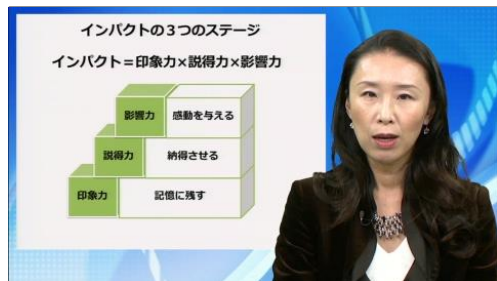 インパクトの３つのステージ
インパクト＝印象力×説得力×影響力
影響力 感動を与える
説得力 納得させる
印象力 記憶に残す